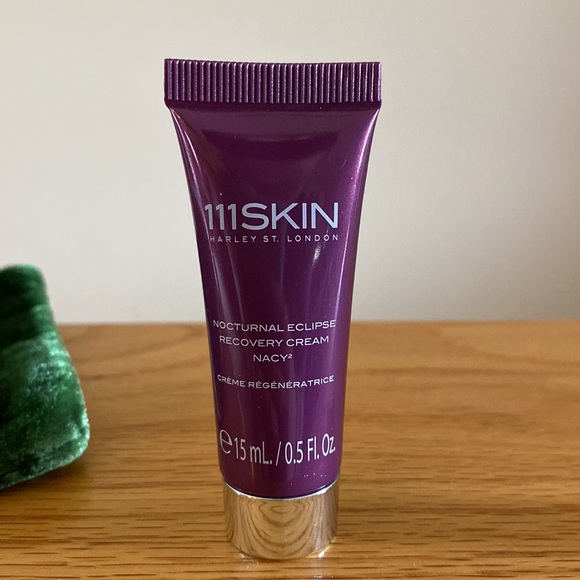 111SKIN
HARLEY ST. LONDON
NOCTURNAL ECLIPSE
RECOVERY CREAM
NACY²
CRÈME RÉGÉNÉRATRICE
℮15 mL./0.5 Fl. Oz.